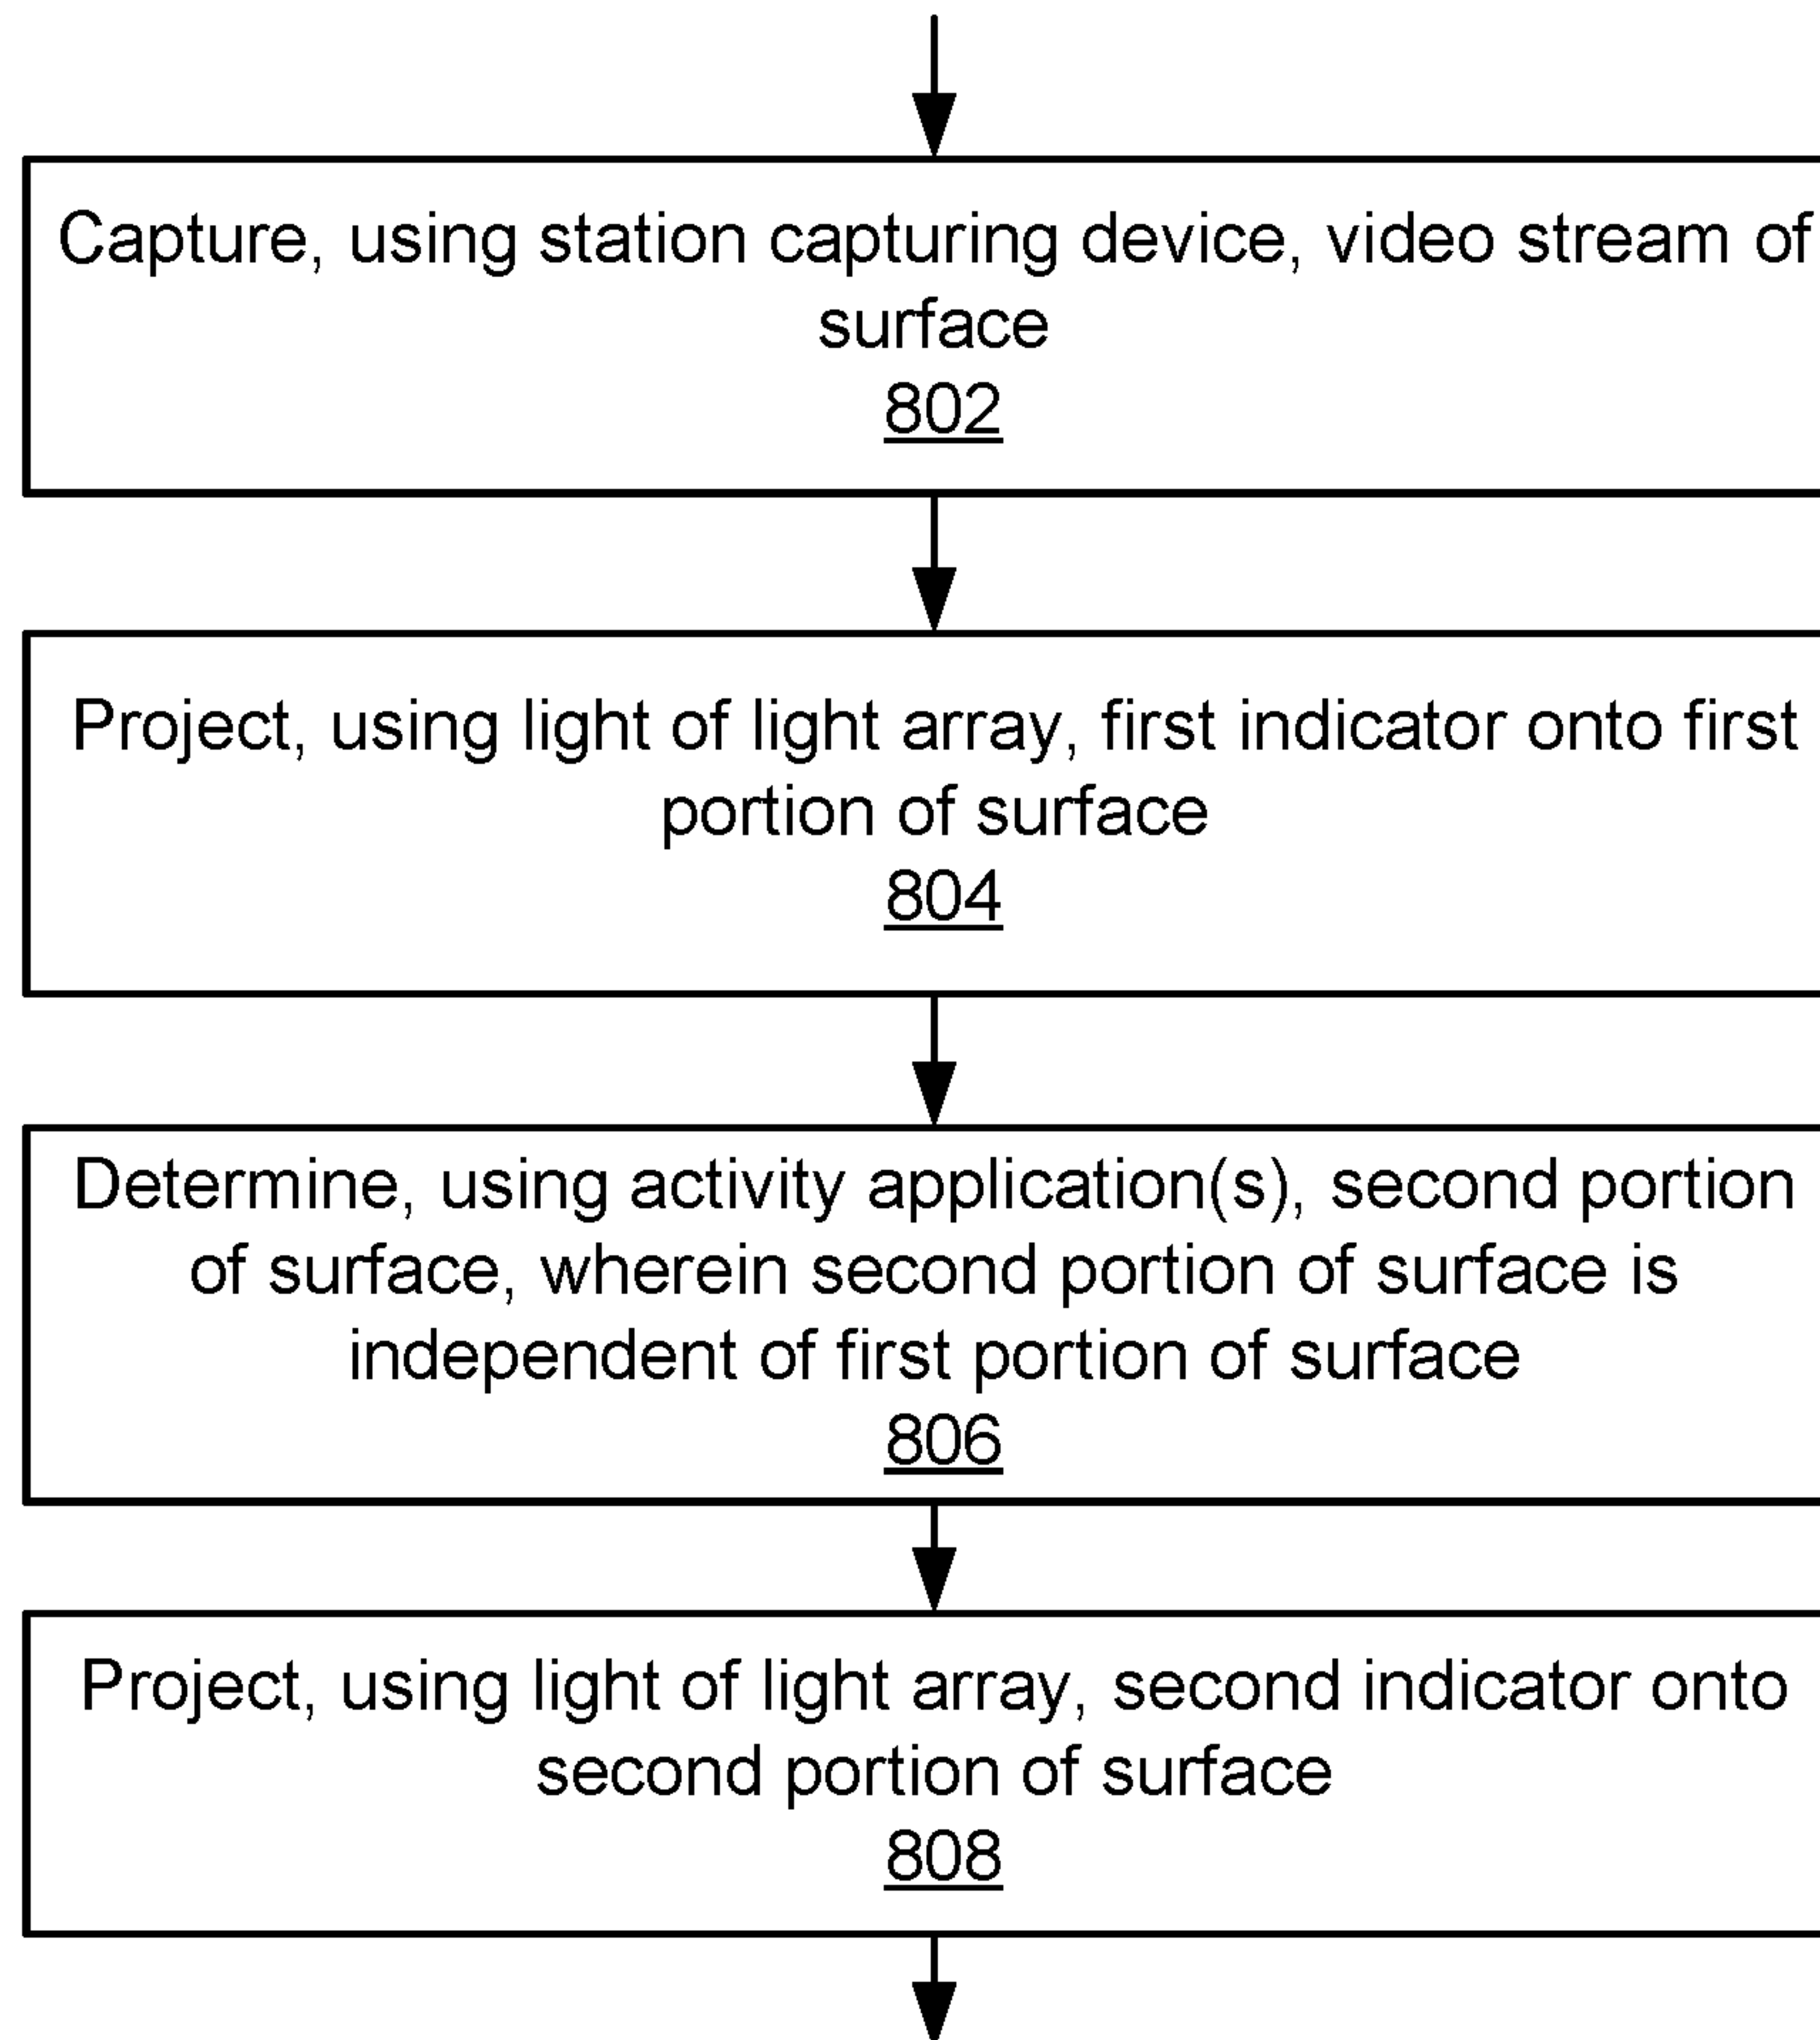 Capture, using station capturing device, video stream of
surface
802
Project, using light of light array, first indicator onto first
portion of surface
804
Determine, using activity application(s), second portion
of surface, wherein second portion of surface is
independent of first portion of surface
806
Project, using light of light array, second indicator onto
second portion of surface
808